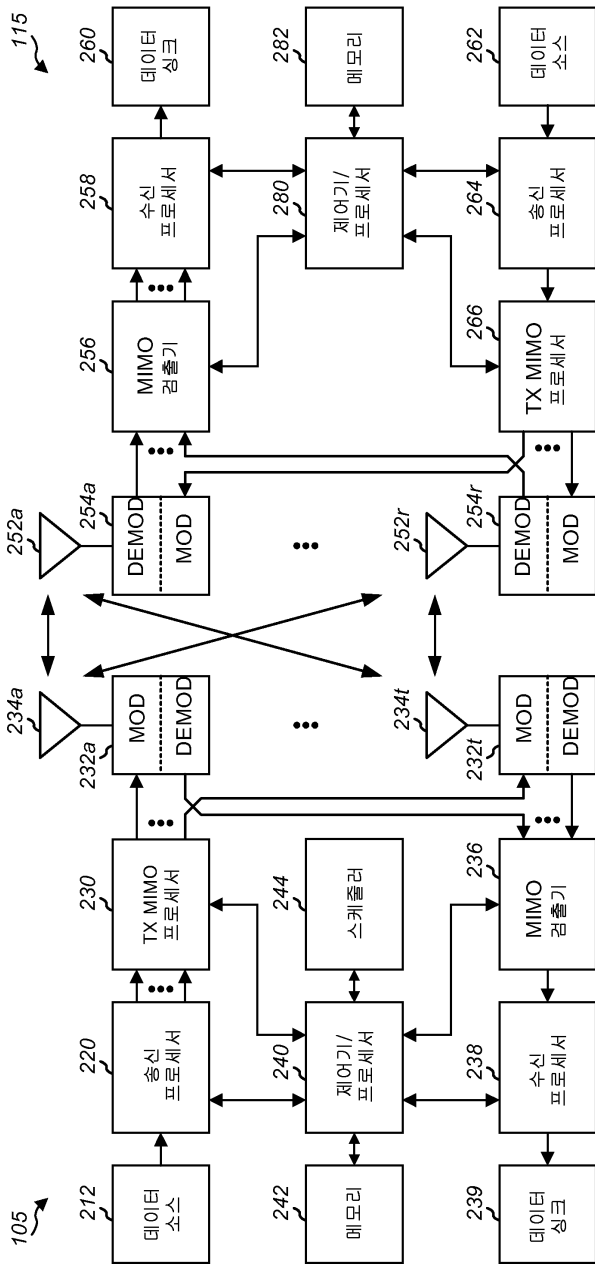 105
115
212
데이터
소스
220
송신
프로세서
230
TX MIMO
프로세서
232a
MOD
DEMOD
234a
252a
254a
DEMOD
MOD
256
MIMO
검출기
258
수신
프로세서
260
데이터
싱크
242
메모리
240
제어기/
프로세서
244
스케줄러
280
제어기/
프로세서
282
메모리
239
데이터
싱크
238
수신
프로세서
236
MIMO
검출기
232t
MOD
DEMOD
234t
252r
254r
DEMOD
MOD
266
TX MIMO
프로세서
264
송신
프로세서
262
데이터
소스